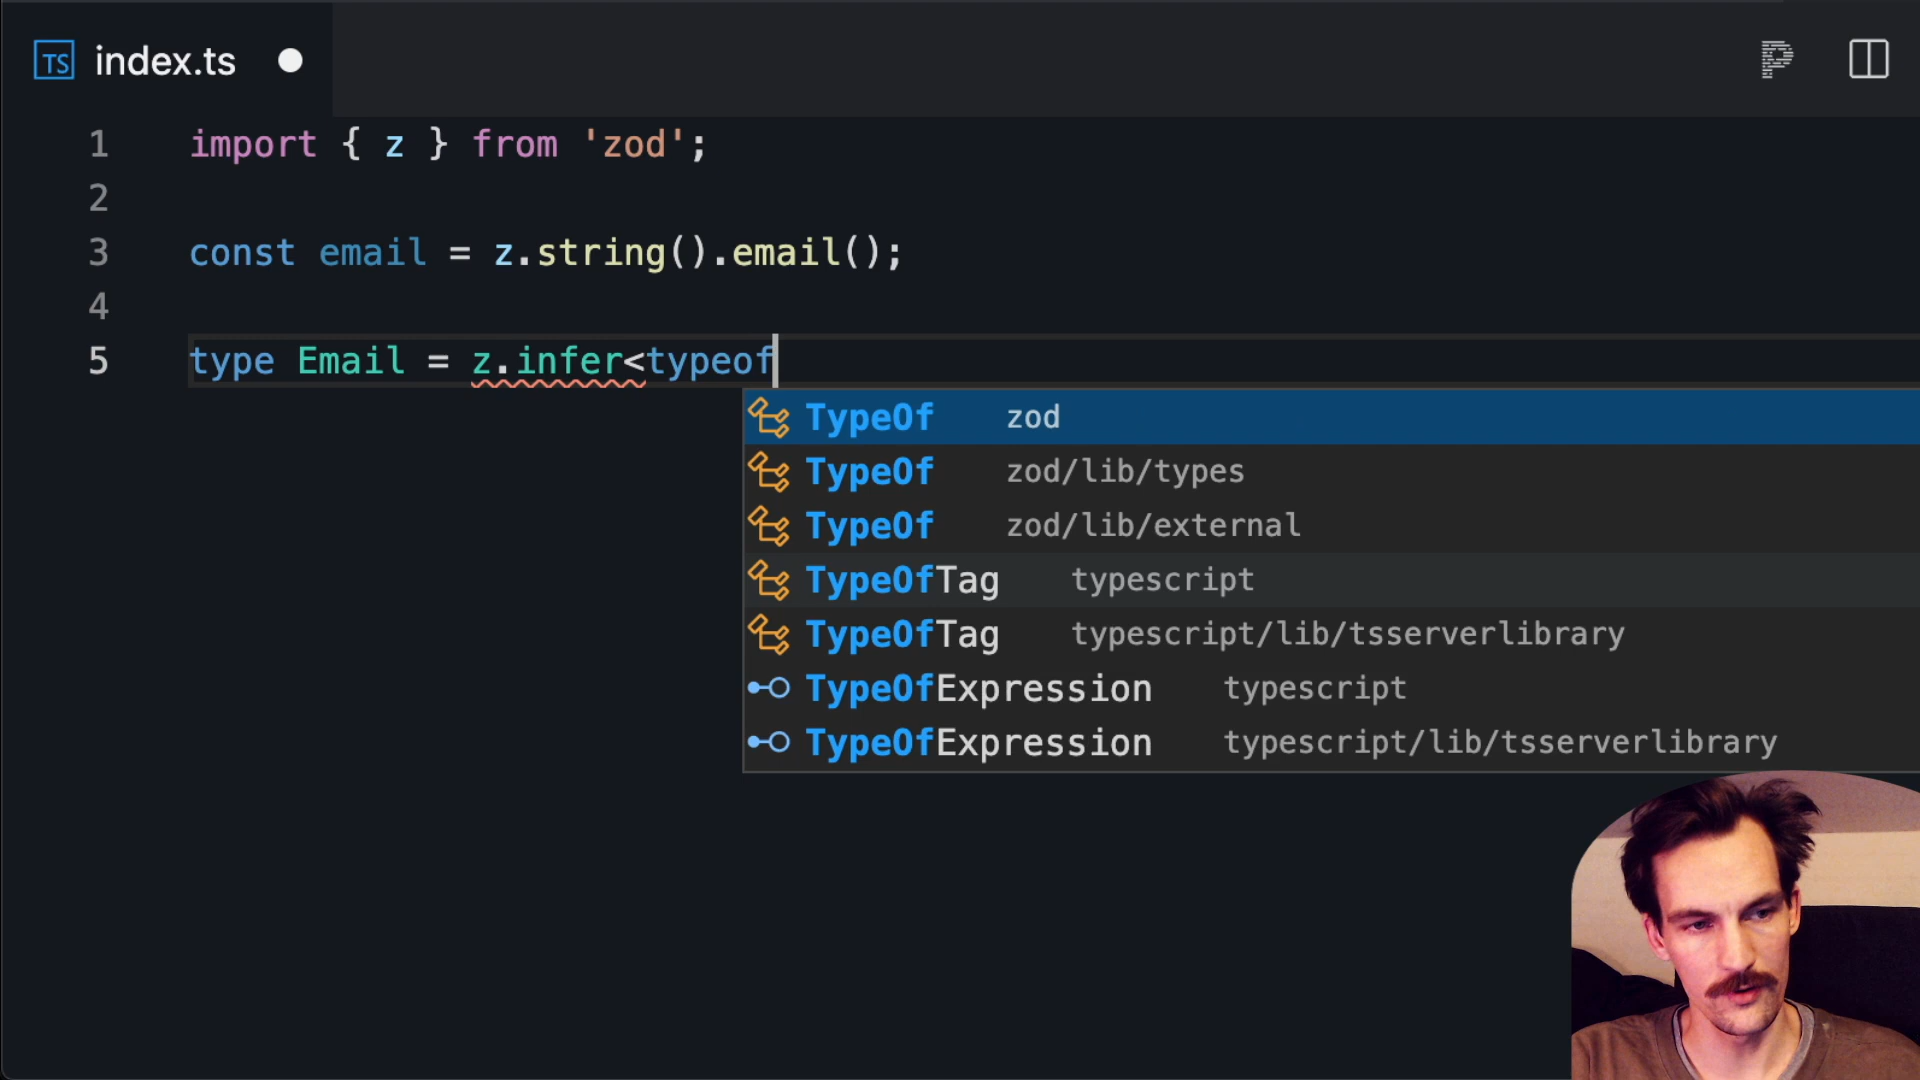 TS index.ts
1 import { z } from 'zod';
2
3 const email = z.string().email();
4
5 type Email = z.infer<typeof
TypeOf zod
TypeOf zod/lib/types
TypeOf zod/lib/external
TypeOfTag typescript
TypeOfTag typescript/lib/tsserverlibrary
TypeOfExpression typescript
TypeOfExpression typescript/lib/tsserverlibrary